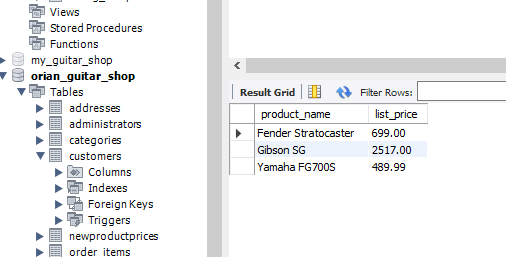 Views
Stored Procedures
Functions
my_guitar_shop
orian_guitar_shop
Tables
addresses
administrators
categories
customers
Columns
Indexes
Foreign Keys
Triggers
newproductprices
order_items
Result Grid
Filter Rows:
product_name list_price
Fender Stratocaster 699.00
Gibson SG 2517.00
Yamaha FG700S 489.99